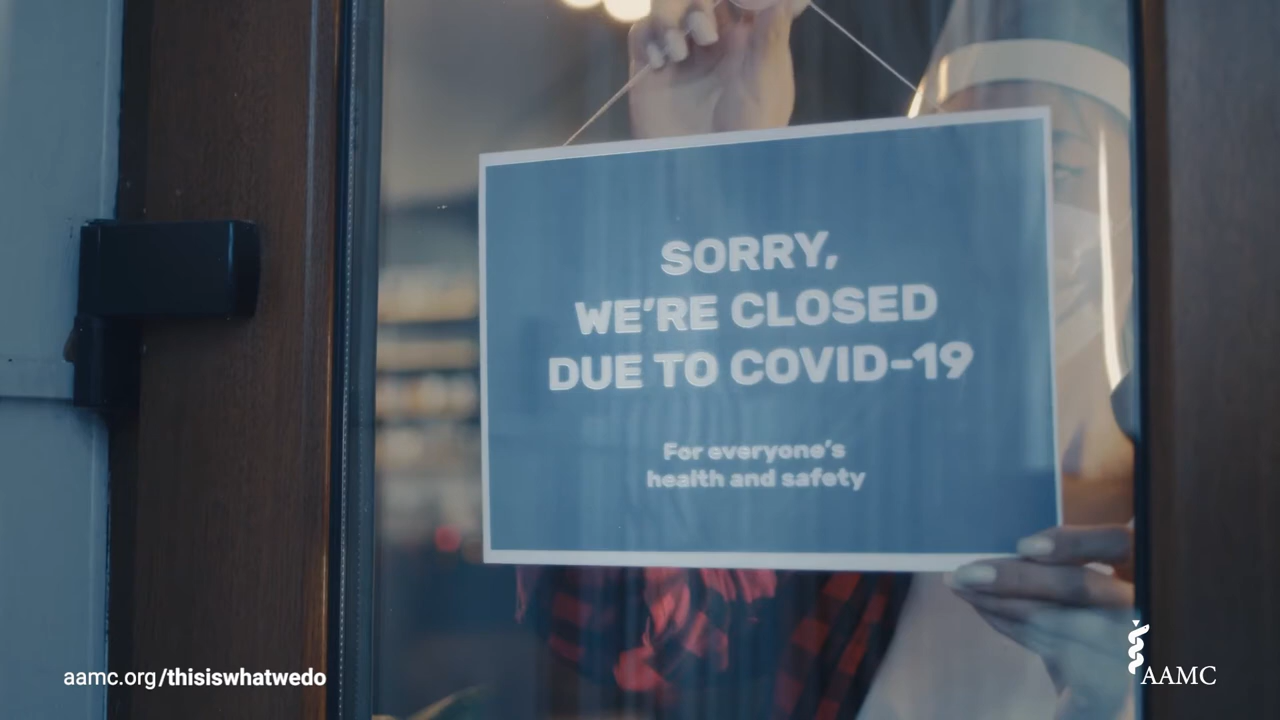 SORRY,
WE'RE CLOSED
DUE TO COVID-19
For everyone's
health and safety
aamc.org/thisiswhatwedo
AAMC